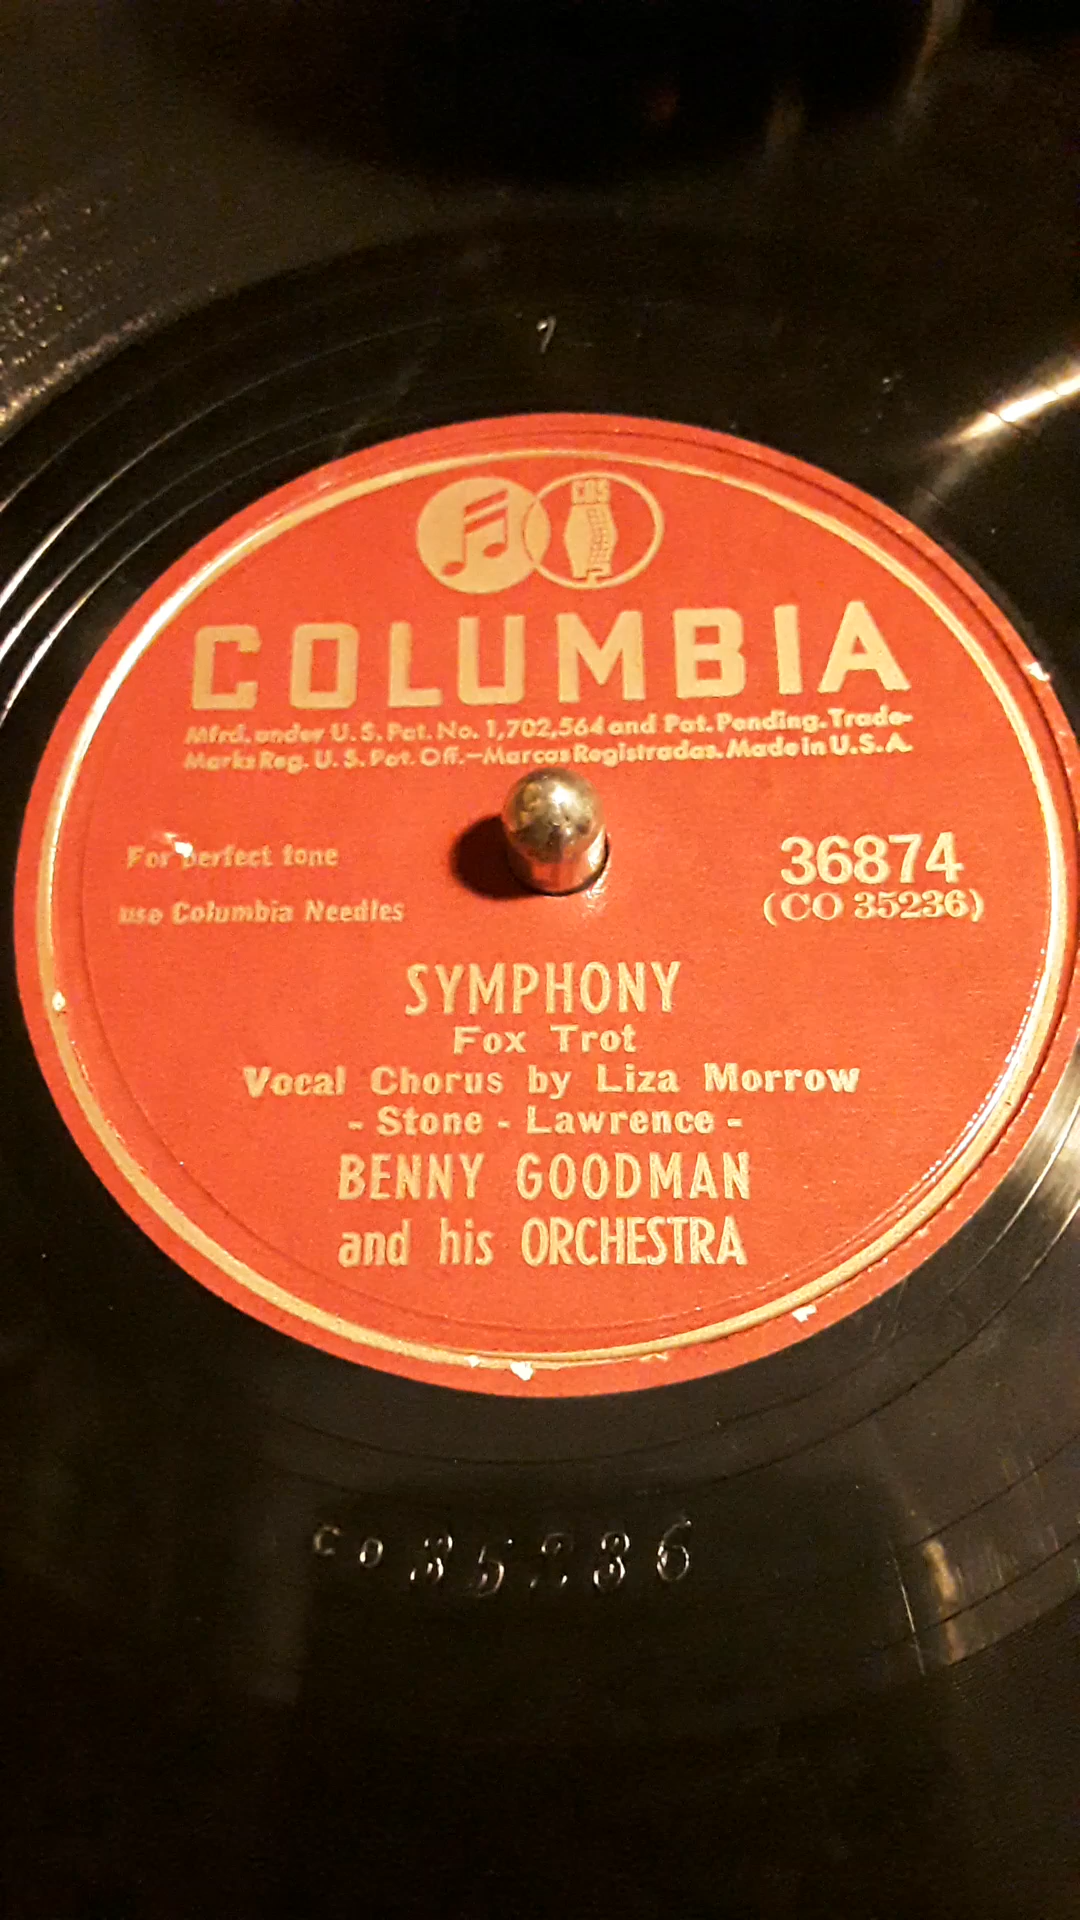 CBS
COLUMBIA
Mfrd. under U. S. Pat. No. 1,702,564 and Pat. Pending. Trade-
Marks Reg. U. S. Pat. Off.—Marcas Registradas. Made in U.S.A.
For perfect tone
use Columbia Needles
36874
(CO 35236)
SYMPHONY
Fox Trot
Vocal Chorus by Liza Morrow
- Stone - Lawrence -
BENNY GOODMAN
and his ORCHESTRA
CO 35236